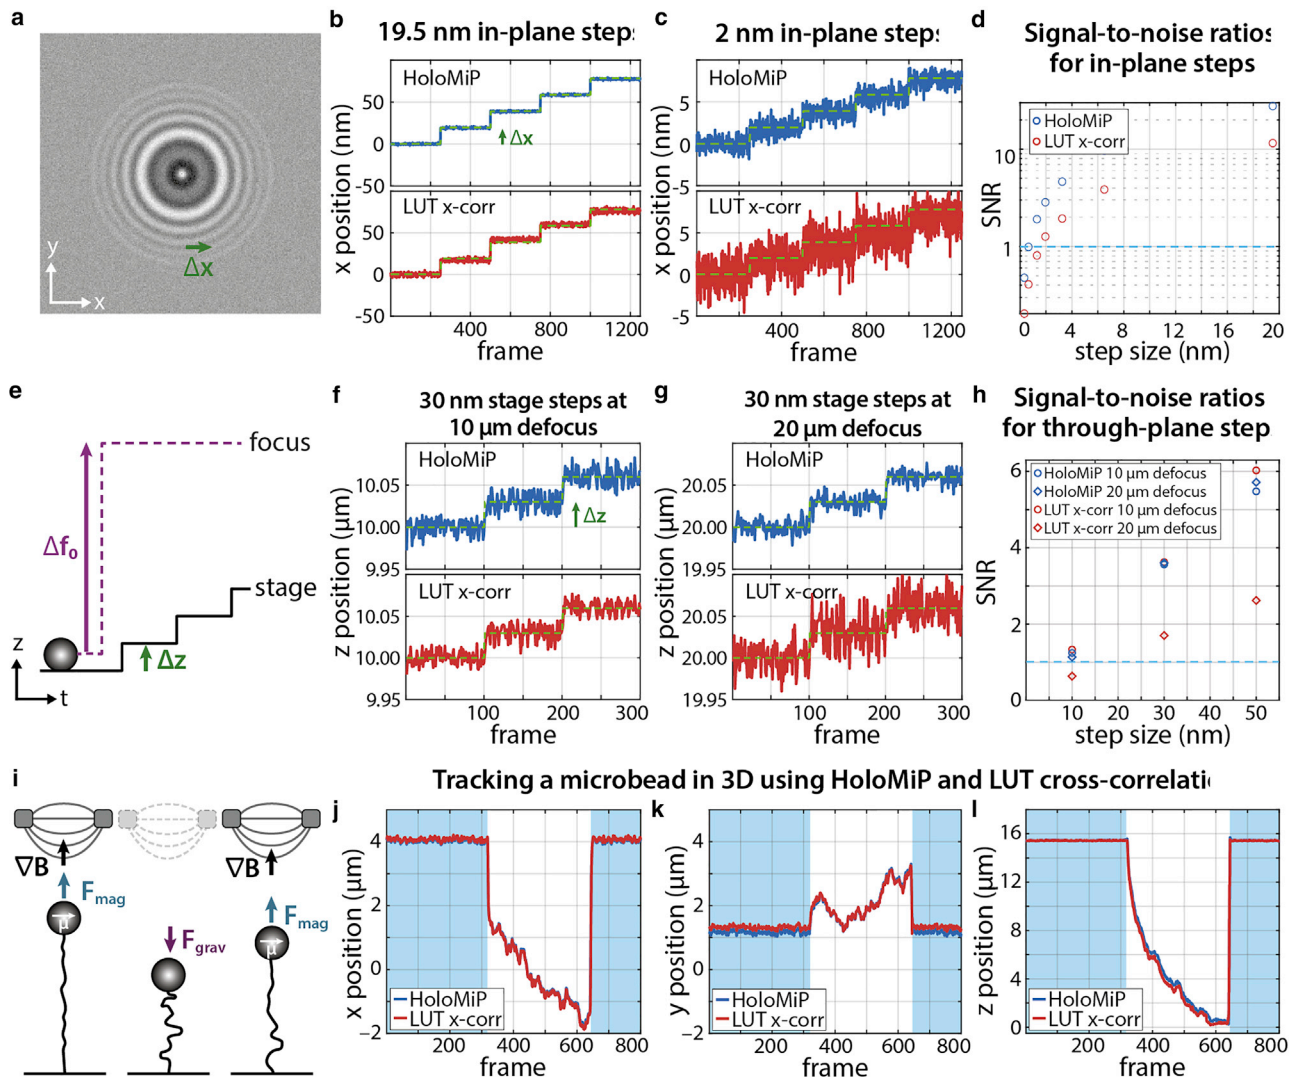 a
y
x
Δx
b
19.5 nm in-plane step
HoloMiP
50
0
-50
Δx
LUT x-corr
50
0
-50
x position (nm)
400
800
1200
frame
c
2 nm in-plane step
HoloMiP
5
0
-5
LUT x-corr
5
0
-5
x position (nm)
400
800
1200
frame
d
Signal-to-noise ratios
for in-plane steps
HoloMiP
LUT x-corr
10
1
SNR
0
4
8
12
16
20
step size (nm)
e
focus
Δf₀
stage
Δz
z
t
f
30 nm stage steps at
10 μm defocus
HoloMiP
10.05
10.00
9.95
Δz
LUT x-corr
10.05
10.00
9.95
z position (μm)
100
200
300
frame
g
30 nm stage steps at
20 μm defocus
HoloMiP
20.05
20.00
9.95
LUT x-corr
20.05
20.00
9.95
z position (μm)
100
200
300
frame
h
Signal-to-noise ratios
for through-plane step
HoloMiP 10 μm defocus
HoloMiP 20 μm defocus
LUT x-corr 10 μm defocus
LUT x-corr 20 μm defocus
6
4
2
0
SNR
10
20
30
40
50
step size (nm)
i
∇B
∇B
Fmag
μ
Fgrav
Fmag
μ
Tracking a microbead in 3D using HoloMiP and LUT cross-correlati
j
4
2
0
−2
x position (μm)
HoloMiP
LUT x-corr
200
400
600
800
frame
k
4
2
0
−2
y position (μm)
HoloMiP
LUT x-corr
200
400
600
800
frame
l
16
12
8
4
0
z position (μm)
HoloMiP
LUT x-corr
200
400
600
800
frame